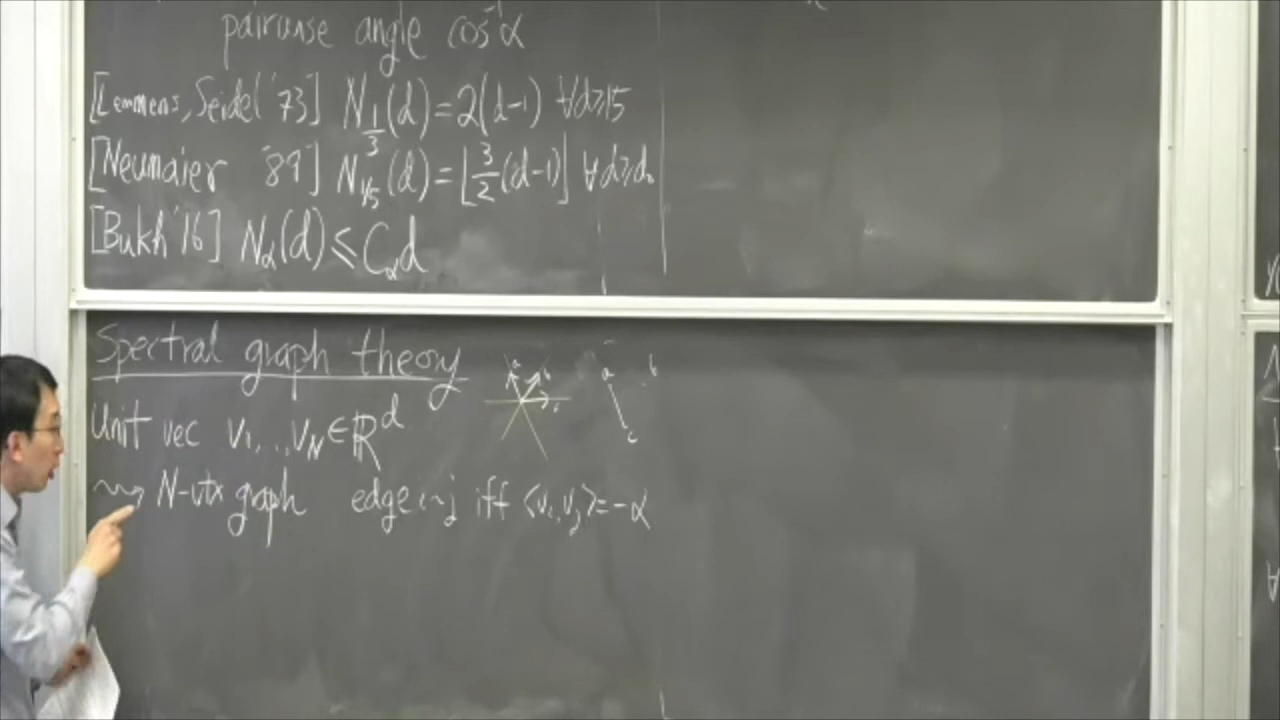 pairwise angle cos⁻¹α
[Lemmens, Seidel '73] N_{1/3}(d) = 2(d-1) ∀d≥15
[Neumaier '89] N_{1/5}(d) = ⌊3/2 (d-1)⌋ ∀d≥d₀
[Bukh '16] N_α(d) ≤ C_α d
Spectral graph theory
a b c
a b c
Unit vec v₁,...,v_N ∈ ℝ^d
⇝ N-vtx graph edge i~j iff ⟨v_i,v_j⟩=-α